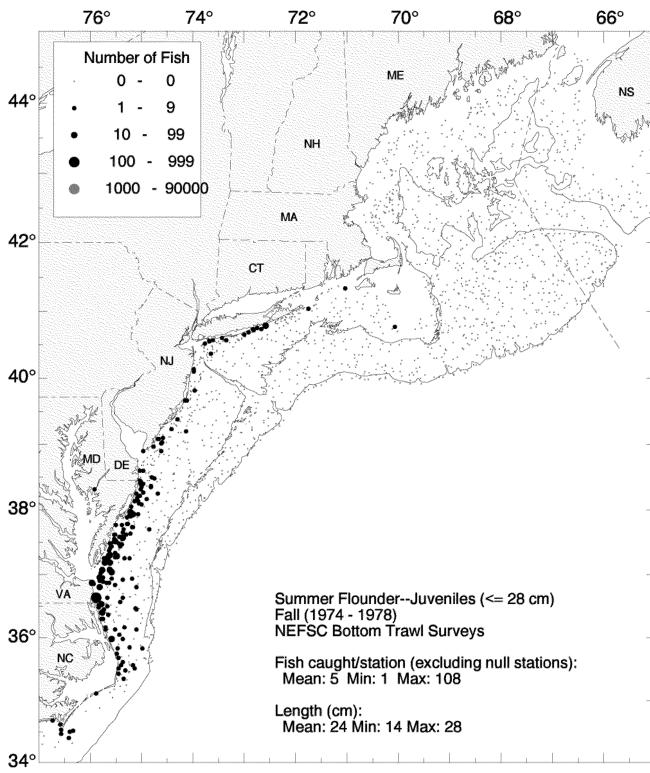 76° 74° 72° 70° 68° 66°
Number of Fish
0 - 0
1 - 9
10 - 99
100 - 999
1000 - 90000
ME
NS
44°
NH
MA
42°
CT
NJ
40°
MD
DE
38°
VA
36°
NC
34°
Summer Flounder--Juveniles (<= 28 cm)
Fall (1974 - 1978)
NEFSC Bottom Trawl Surveys
Fish caught/station (excluding null stations):
Mean: 5 Min: 1 Max: 108
Length (cm):
Mean: 24 Min: 14 Max: 28